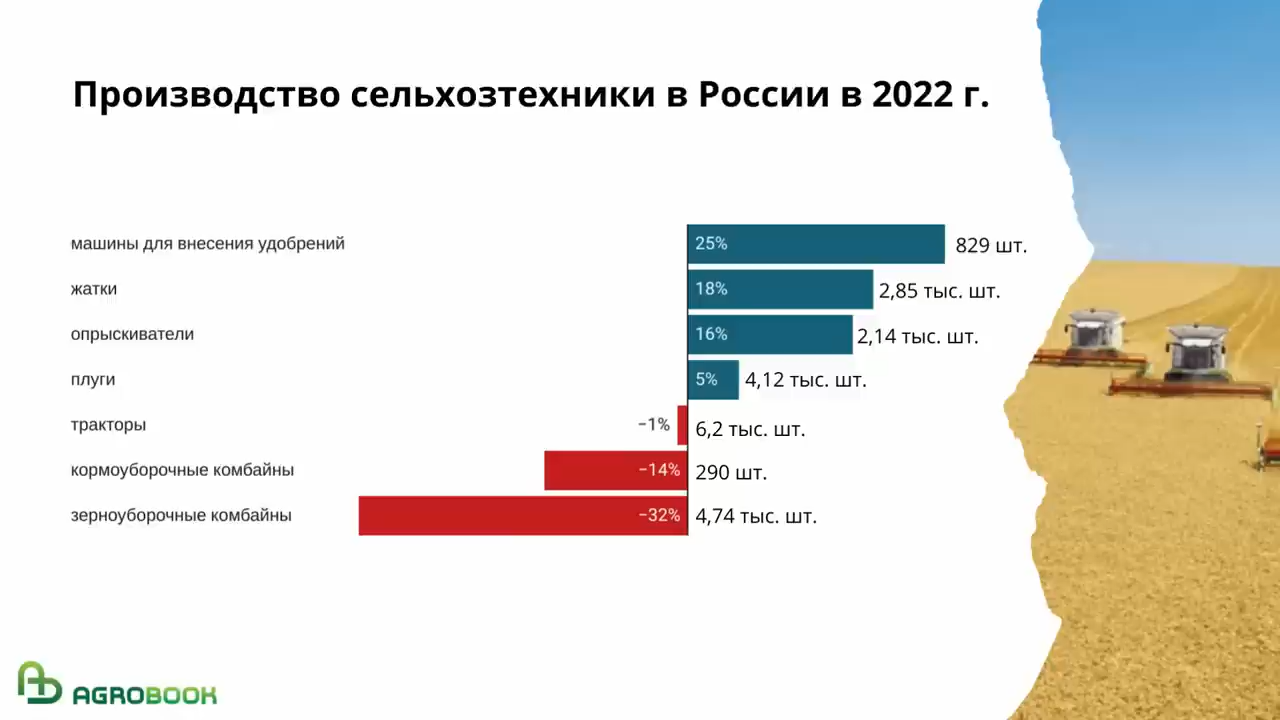 Производство сельхозтехники в России в 2022 г.
машины для внесения удобрений 25% 829 шт.
жатки 18% 2,85 тыс. шт.
опрыскиватели 16% 2,14 тыс. шт.
плуги 5% 4,12 тыс. шт.
тракторы −1% 6,2 тыс. шт.
кормоуборочные комбайны −14% 290 шт.
зерноуборочные комбайны −32% 4,74 тыс. шт.
AGROBOOK